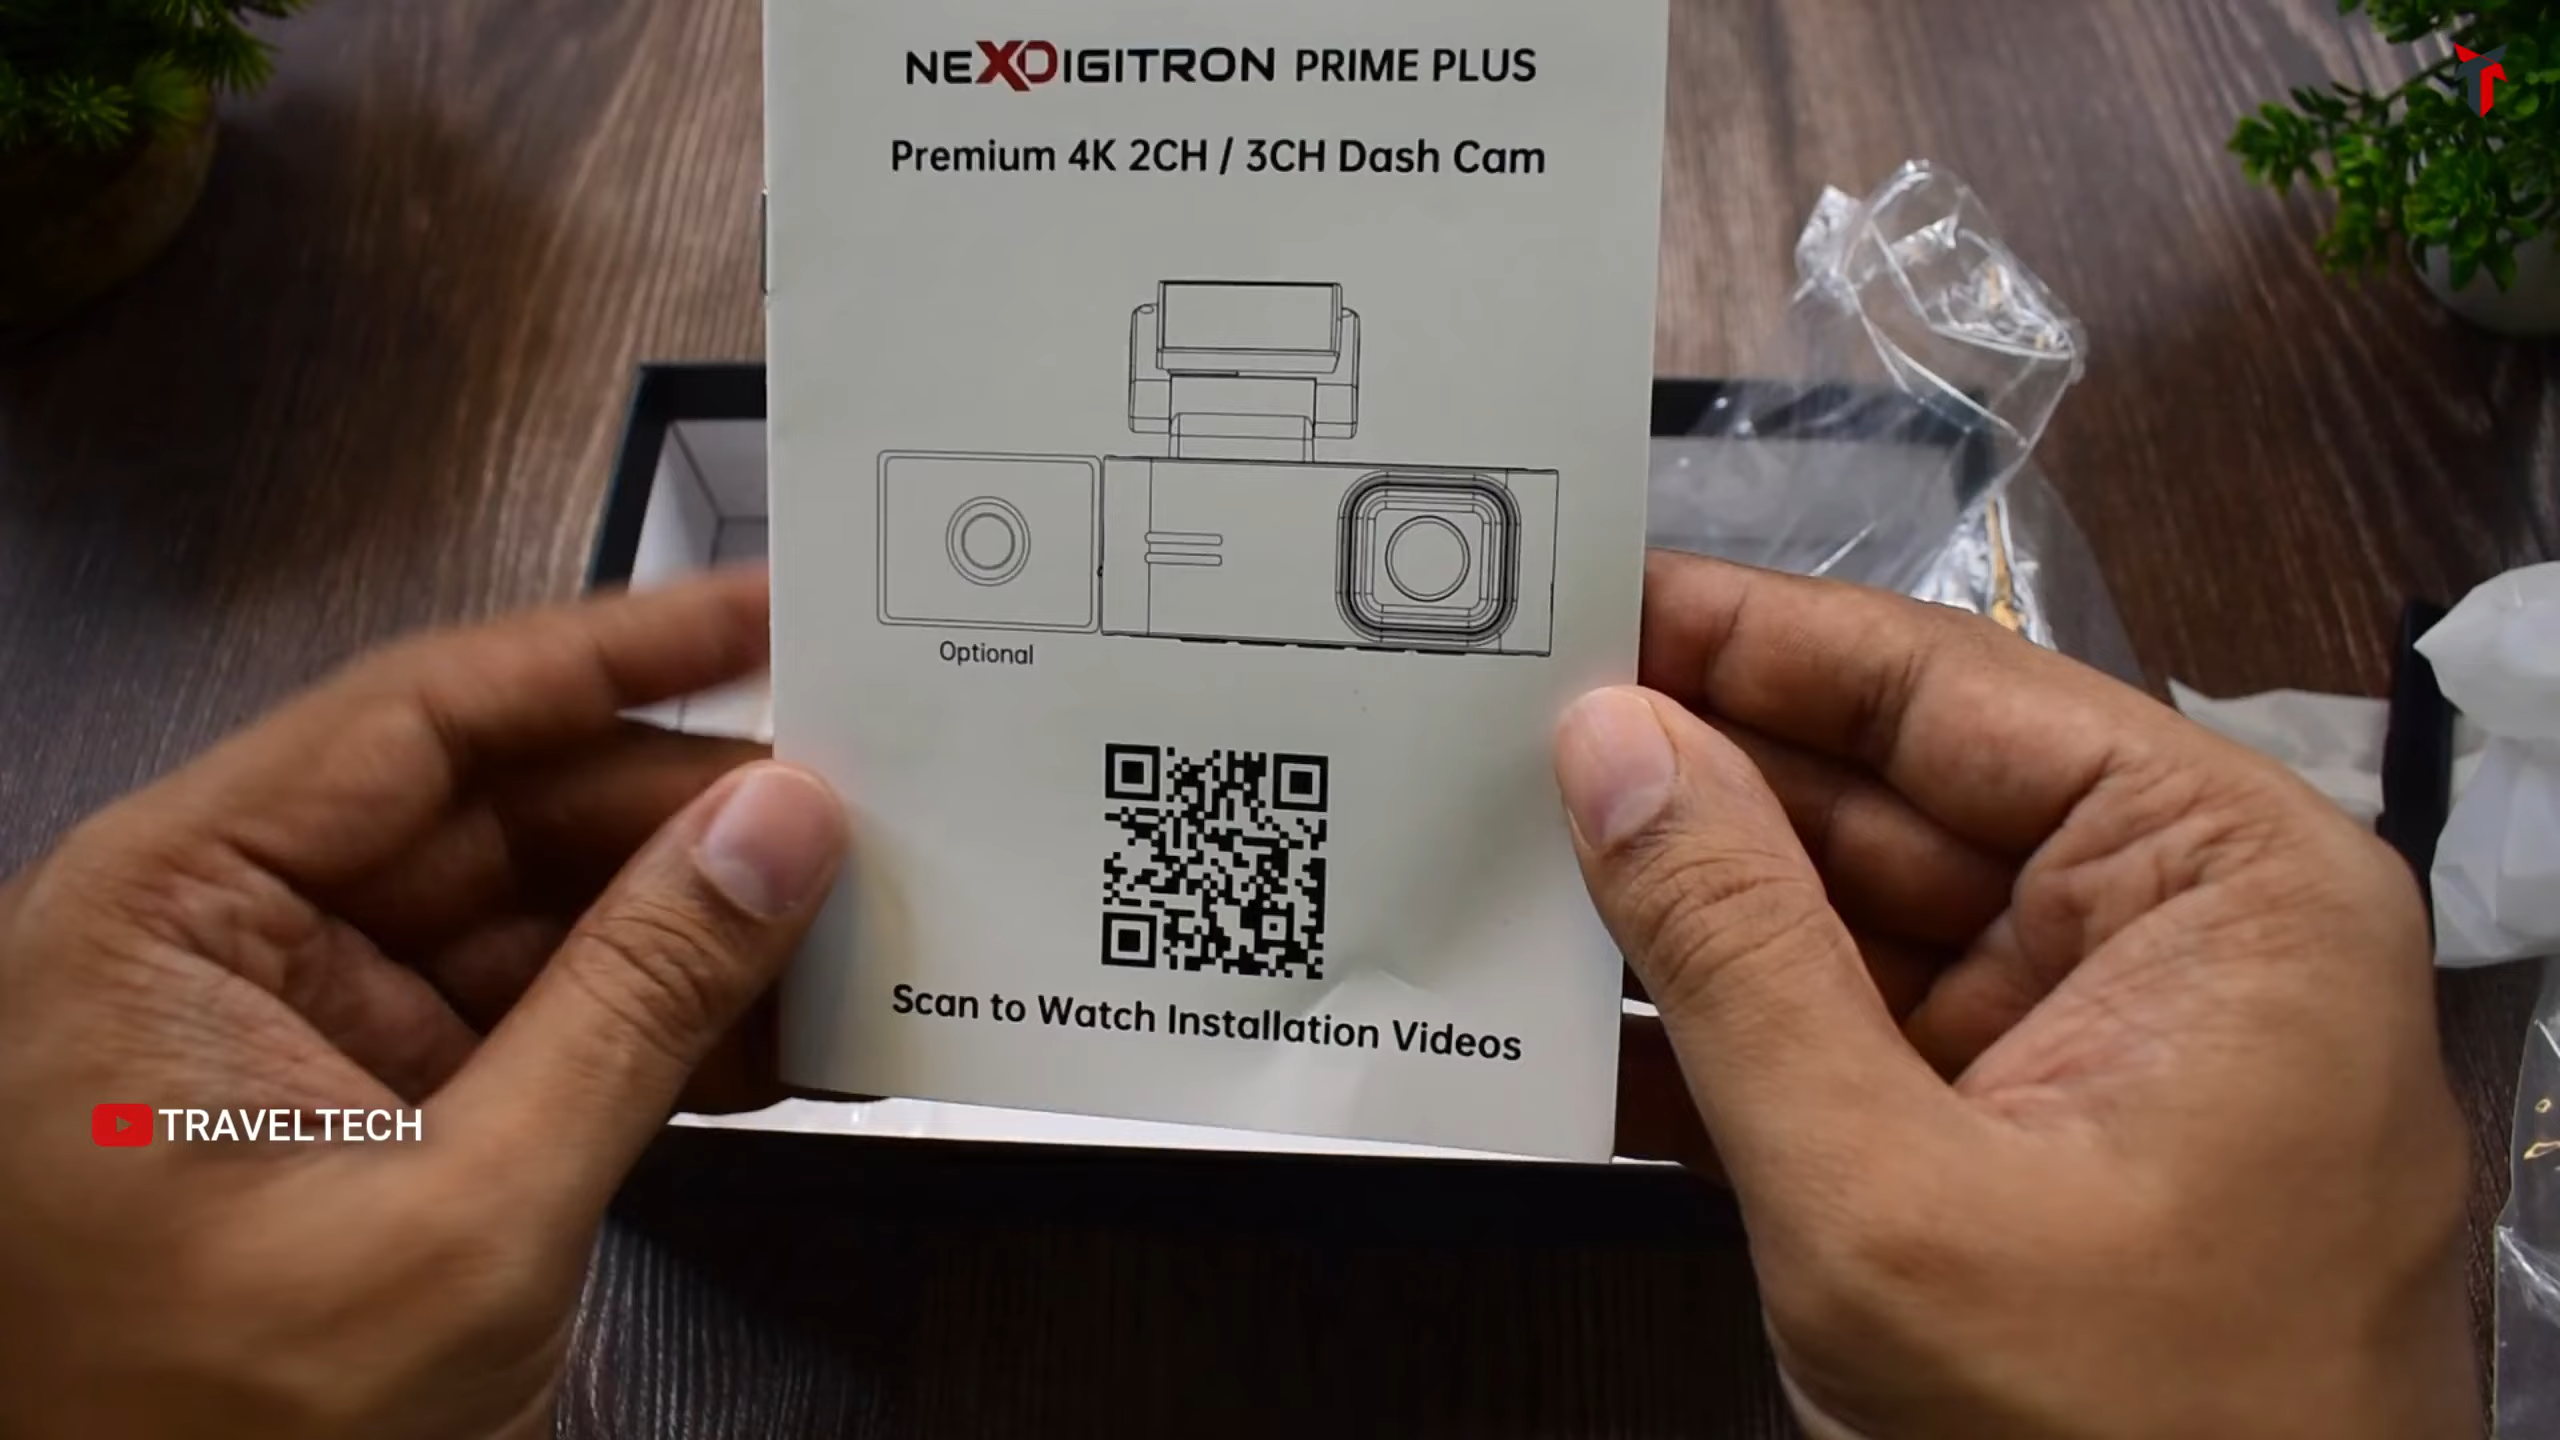 NEXDIGITRON PRIME PLUS
Premium 4K 2CH / 3CH Dash Cam
Optional
Scan to Watch Installation Videos
TRAVELTECH